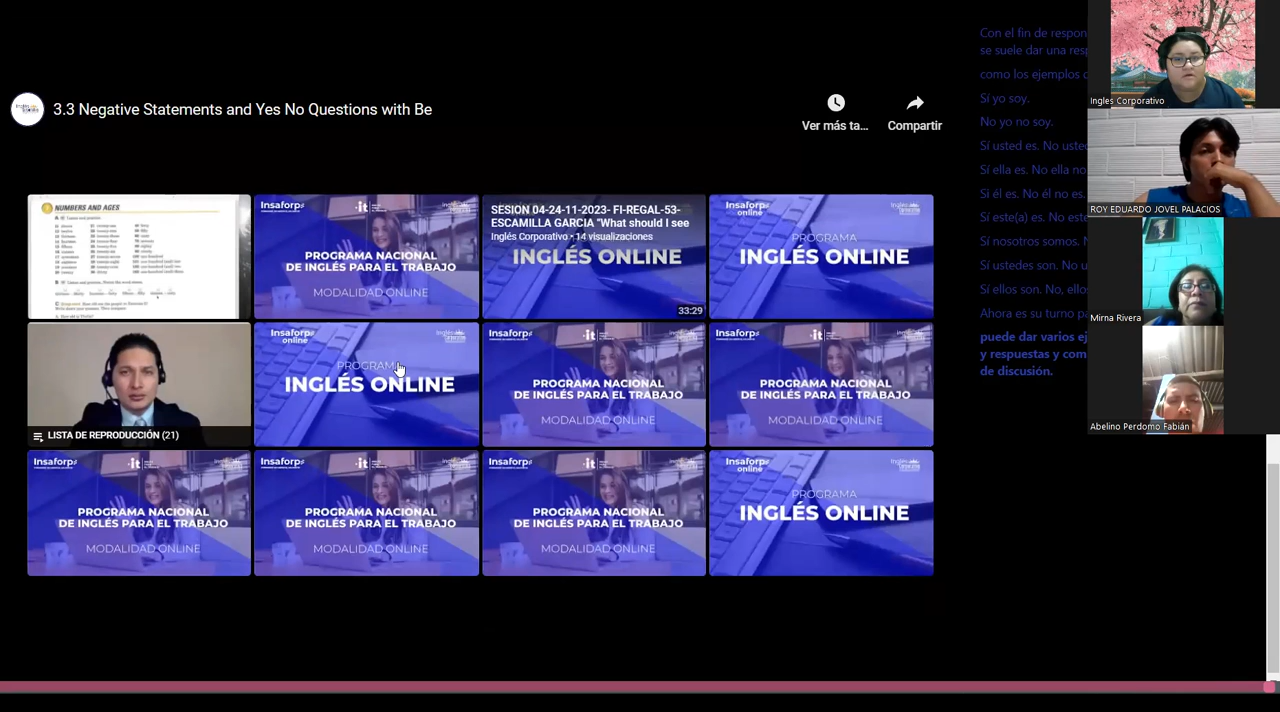 3.3 Negative Statements and Yes No Questions with Be
Ver más ta...
Compartir
NUMBERS AND AGES
Insaforp
·it
PROGRAMA NACIONAL
DE INGLÉS PARA EL TRABAJO
MODALIDAD ONLINE
SESION 04-24-11-2023- FI-REGAL-53-
ESCAMILLA GARCIA "What should I see
Inglés Corporativo • 14 visualizaciones
INGLÉS ONLINE
33:29
Insaforp
online
PROGRAMA
INGLÉS ONLINE
LISTA DE REPRODUCCIÓN (21)
Insaforp
online
PROGRAMA
INGLÉS ONLINE
Insaforp
·it
PROGRAMA NACIONAL
DE INGLÉS PARA EL TRABAJO
MODALIDAD ONLINE
Insaforp
·it
PROGRAMA NACIONAL
DE INGLÉS PARA EL TRABAJO
MODALIDAD ONLINE
Insaforp
·it
PROGRAMA NACIONAL
DE INGLÉS PARA EL TRABAJO
MODALIDAD ONLINE
Insaforp
·it
PROGRAMA NACIONAL
DE INGLÉS PARA EL TRABAJO
MODALIDAD ONLINE
Insaforp
·it
PROGRAMA NACIONAL
DE INGLÉS PARA EL TRABAJO
MODALIDAD ONLINE
Insaforp
online
PROGRAMA
INGLÉS ONLINE
Con el fin de respon
se suele dar una res
como los ejemplos
Sí yo soy.
No yo no soy.
Sí usted es. No uste
Sí ella es. No ella no
Sí él es. No él no es.
Sí este(a) es. No este
Sí nosotros somos. N
Sí ustedes son. No u
Sí ellos son. No, ellos
Ahora es su turno pa
puede dar varios ej
y respuestas y com
de discusión.
Ingles Corporativo
ROY EDUARDO JOVEL PALACIOS
Mirna Rivera
Abelino Perdomo Fabián